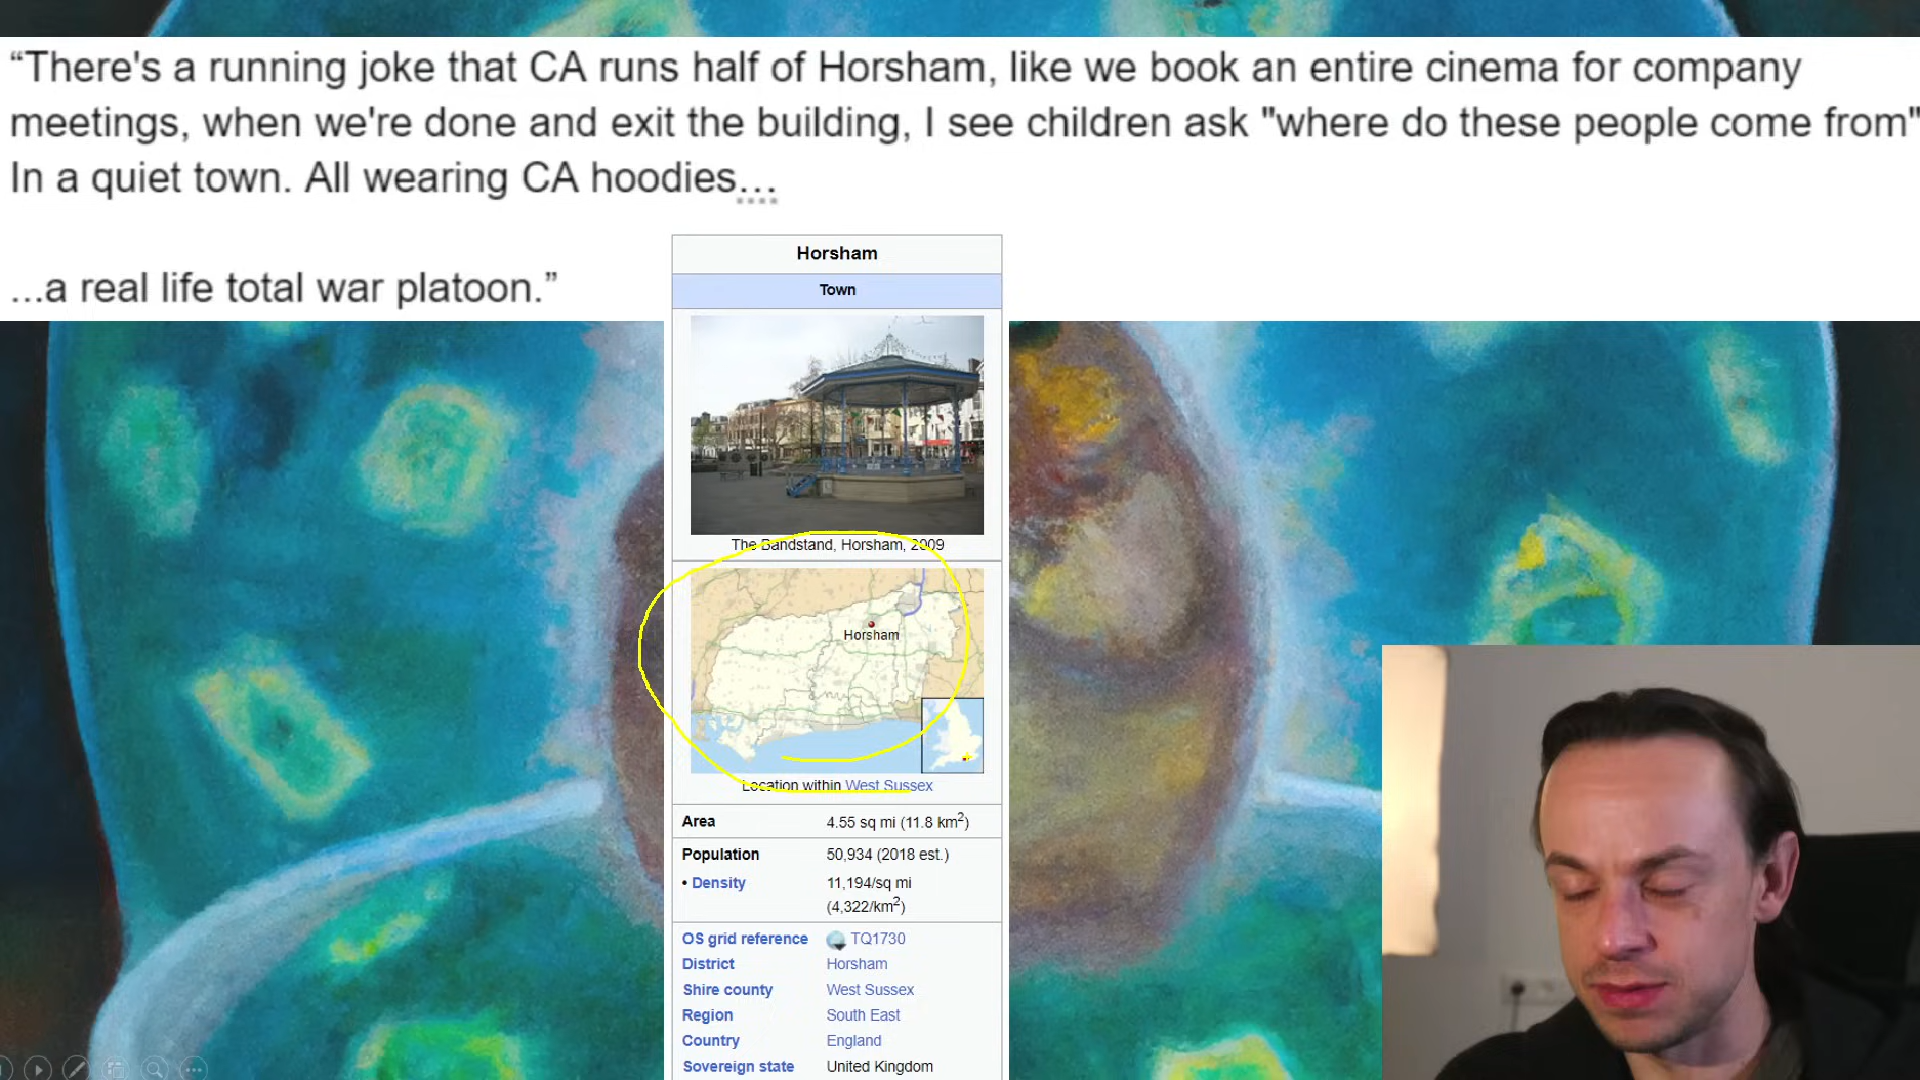 “There's a running joke that CA runs half of Horsham, like we book an entire cinema for company
meetings, when we're done and exit the building, I see children ask "where do these people come from"
In a quiet town. All wearing CA hoodies…
…a real life total war platoon.”
Horsham
Town
The Bandstand, Horsham, 2009
Horsham
Location within West Sussex
Area 4.55 sq mi (11.8 km²)
Population 50,934 (2018 est.)
• Density 11,194/sq mi
(4,322/km²)
OS grid reference TQ1730
District Horsham
Shire county West Sussex
Region South East
Country England
Sovereign state United Kingdom